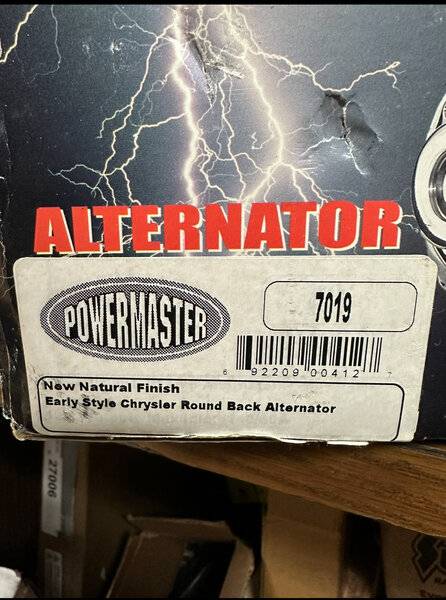 ALTERNATOR
POWERMASTER
7019
6 92209 00412 7
New Natural Finish
Early Style Chrysler Round Back Alternator
27006